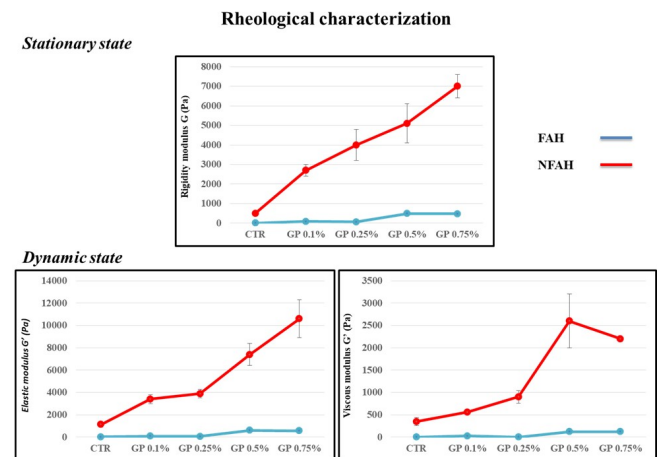 Rheological characterization
Stationary state
Rigidity modulus G (Pa)
8000
7000
6000
5000
4000
3000
2000
1000
0
CTR GP 0.1% GP 0.25% GP 0.5% GP 0.75%
FAH
NFAH
Dynamic state
Elastic modulus G' (Pa)
14000
12000
10000
8000
6000
4000
2000
0
CTR GP 0.1% GP 0.25% GP 0.5% GP 0.75%
Viscous modulus G' (Pa)
3500
3000
2500
2000
1500
1000
500
0
CTR GP 0.1% GP 0.25% GP 0.5% GP 0.75%